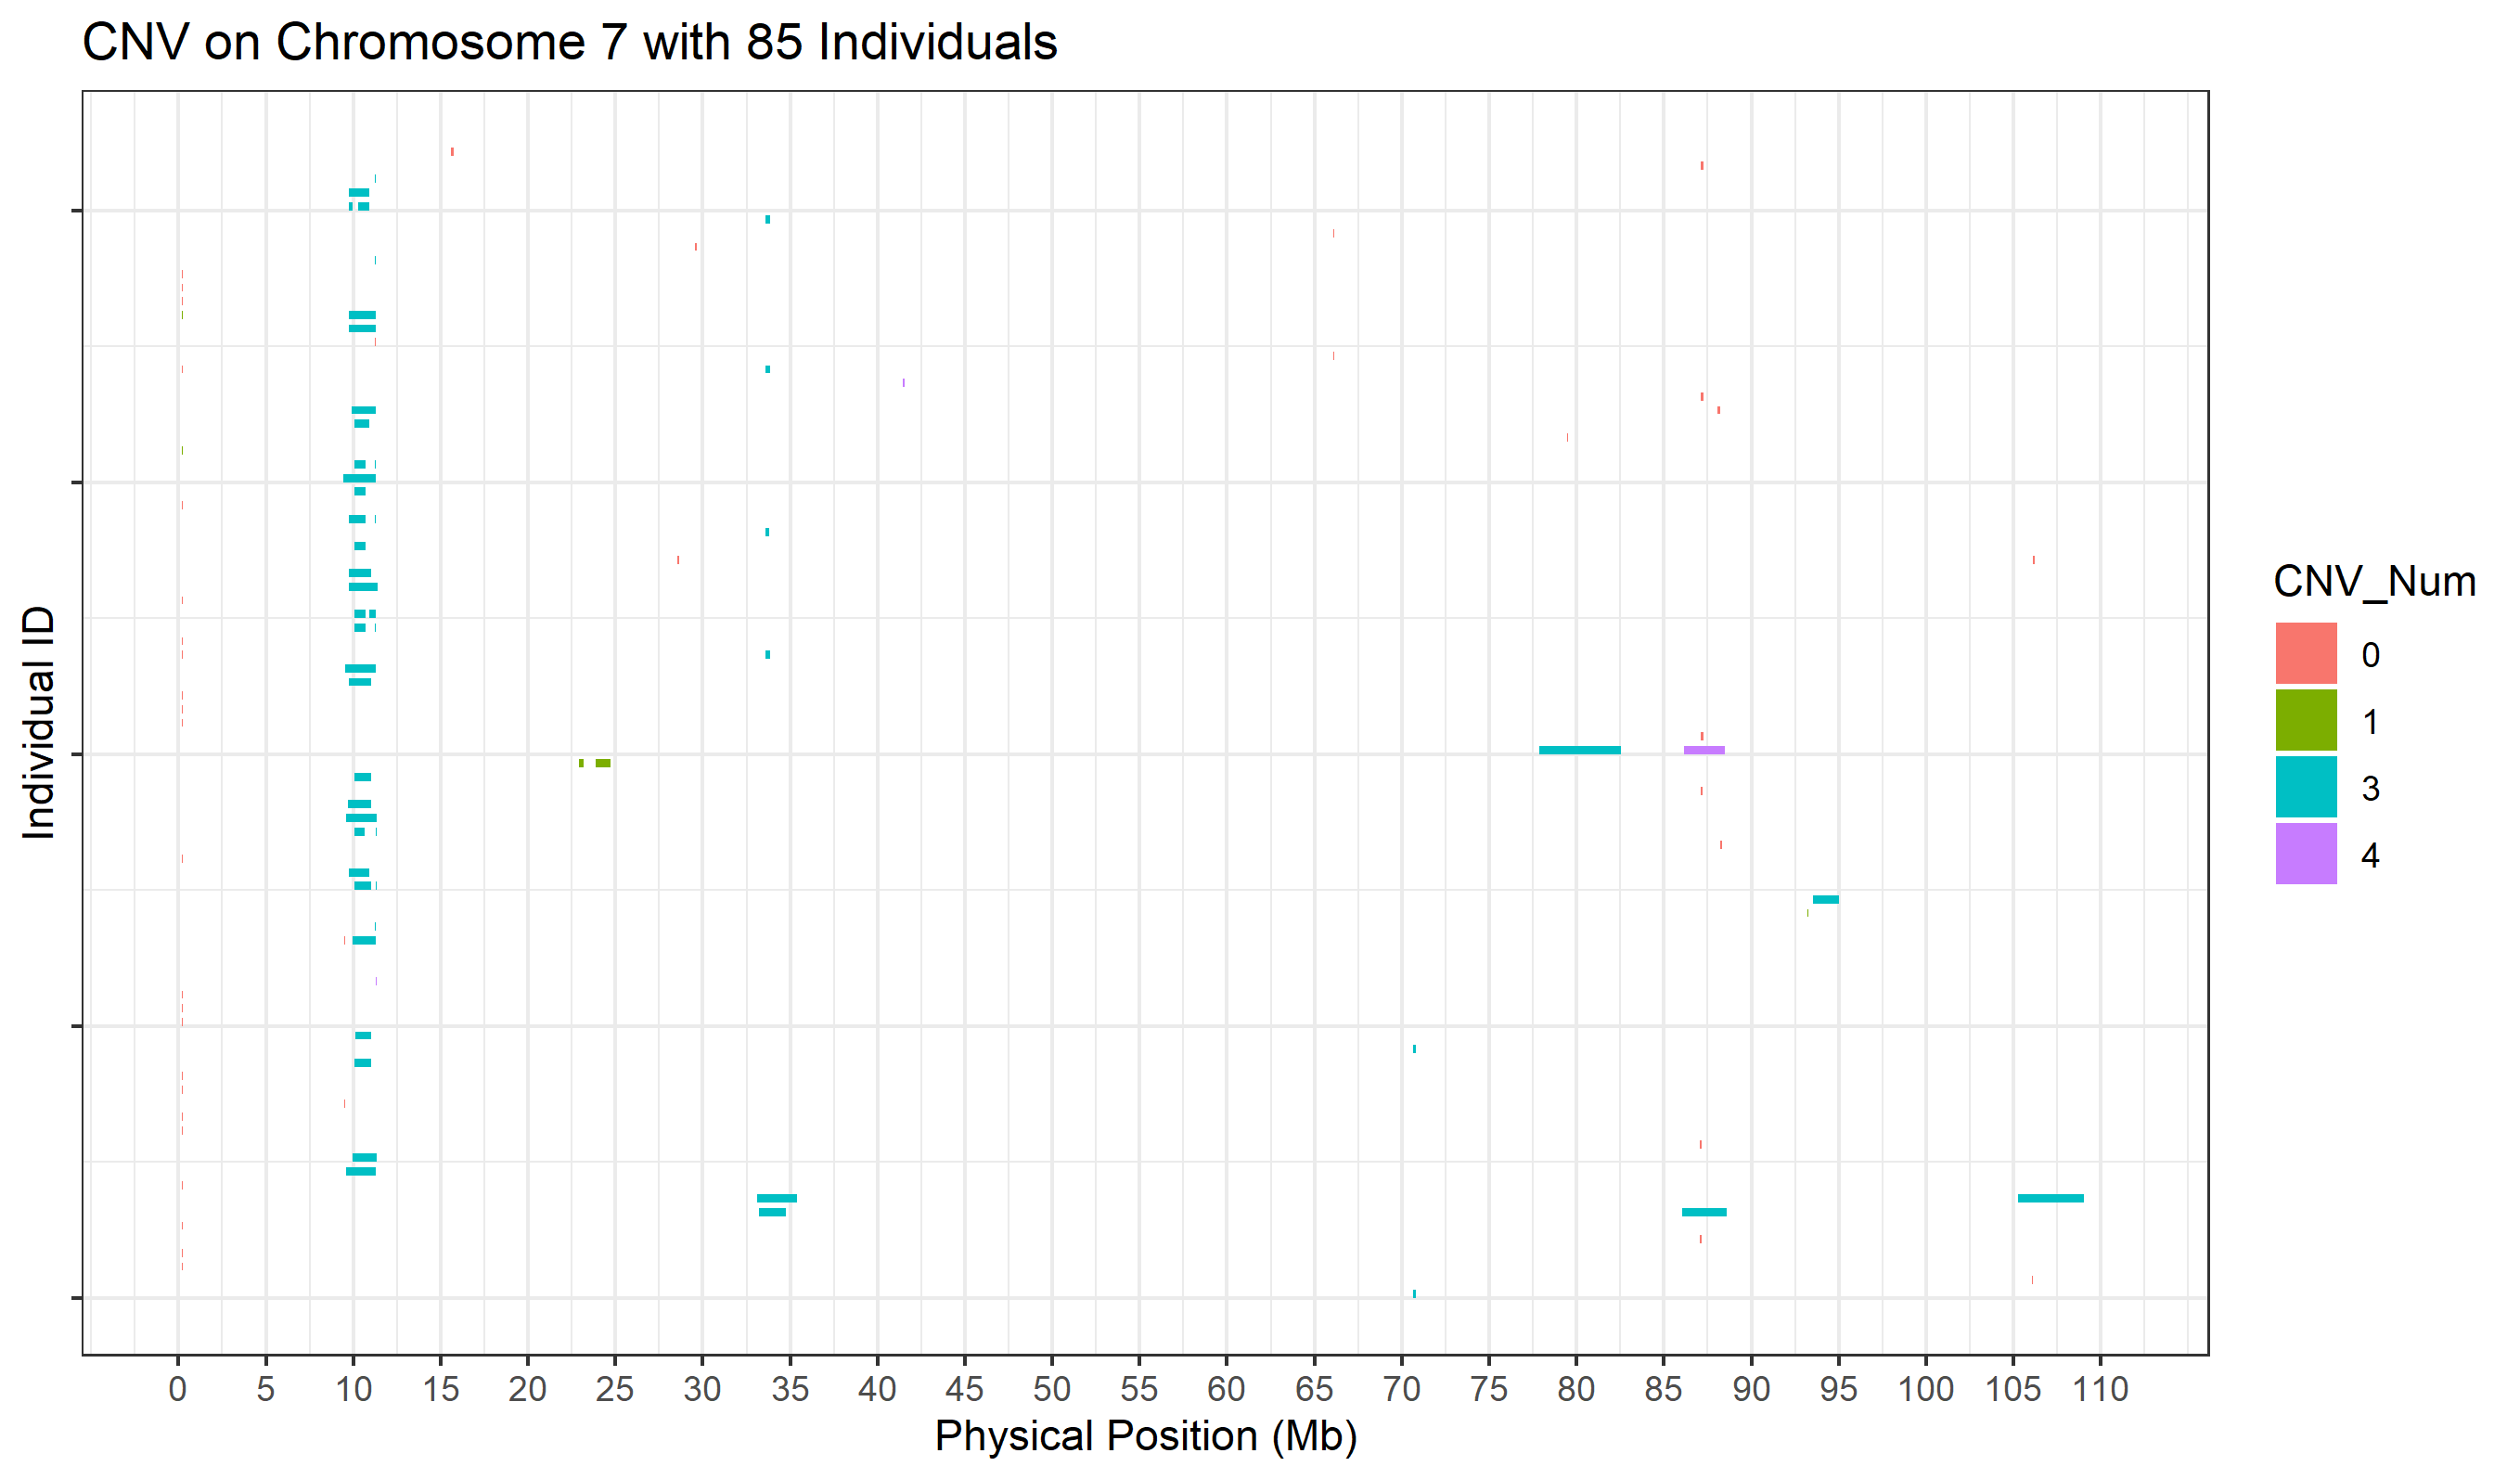 CNV on Chromosome 7 with 85 Individuals
Individual ID
0 5 10 15 20 25 30 35 40 45 50 55 60 65 70 75 80 85 90 95 100 105 110
Physical Position (Mb)
CNV_Num
0
1
3
4